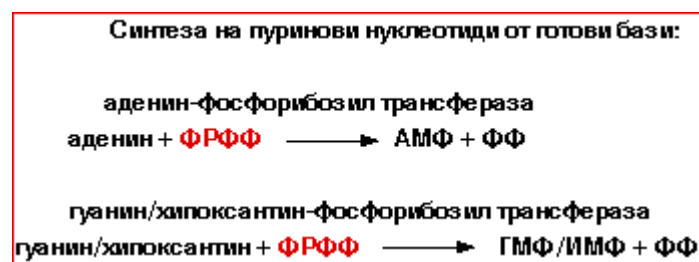 Синтеза на пуринови нуклеотиди от готови бази:
аденин-фосфорибозил трансфераза
аденин + ФРФФ → АМФ + ФФ
гуанин/хипоксантин-фосфорибозил трансфераза
гуанин/хипоксантин + ФРФФ → ГМФ/ИМФ + ФФ